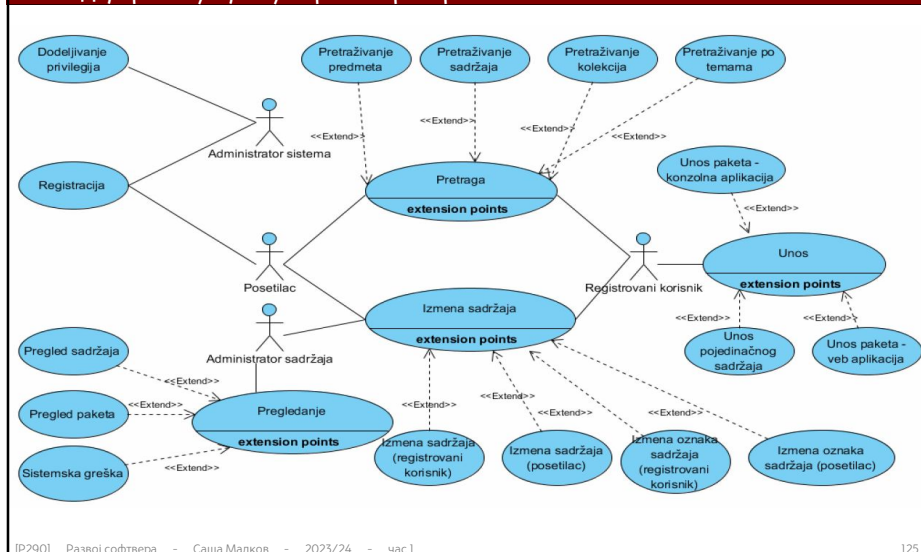 Dodeljivanje
privilegija
Pretraživanje
predmeta
Pretraživanje
sadržaja
Pretraživanje
kolekcija
Pretraživanje po
temama
<<Extend>>
<<Extend>>
<<Extend>>
<<Extend>>
Administrator sistema
Registracija
Pretraga
extension points
Unos paketa -
konzolna aplikacija
<<Extend>>
Posetilac
Registrovani korisnik
Unos
extension points
Izmena sadržaja
extension points
Administrator sadržaja
<<Extend>>
<<Extend>>
Unos
pojedinačnog
sadržaja
Unos paketa -
veb aplikacija
Pregled sadržaja
<<Extend>>
Pregled paketa
<<Extend>>
Pregledanje
extension points
Sistemska greška
<<Extend>>
<<Extend>>
<<Extend>>
<<Extend>>
<<Extend>>
Izmena sadržaja
(registrovani
korisnik)
Izmena sadržaja
(posetilac)
Izmena oznaka
sadržaja
(registrovani
korisnik)
Izmena oznaka
sadržaja (posetilac)
[Р290] Развој софтвера - Саша Малков - 2023/24 - час 1
125